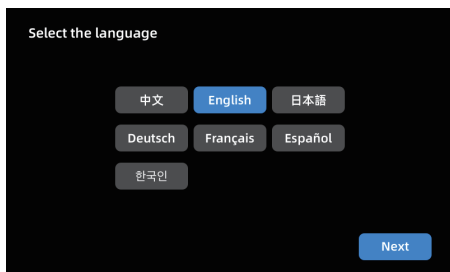 Select the language
中文 English 日本語
Deutsch Français Español
한국인
Next